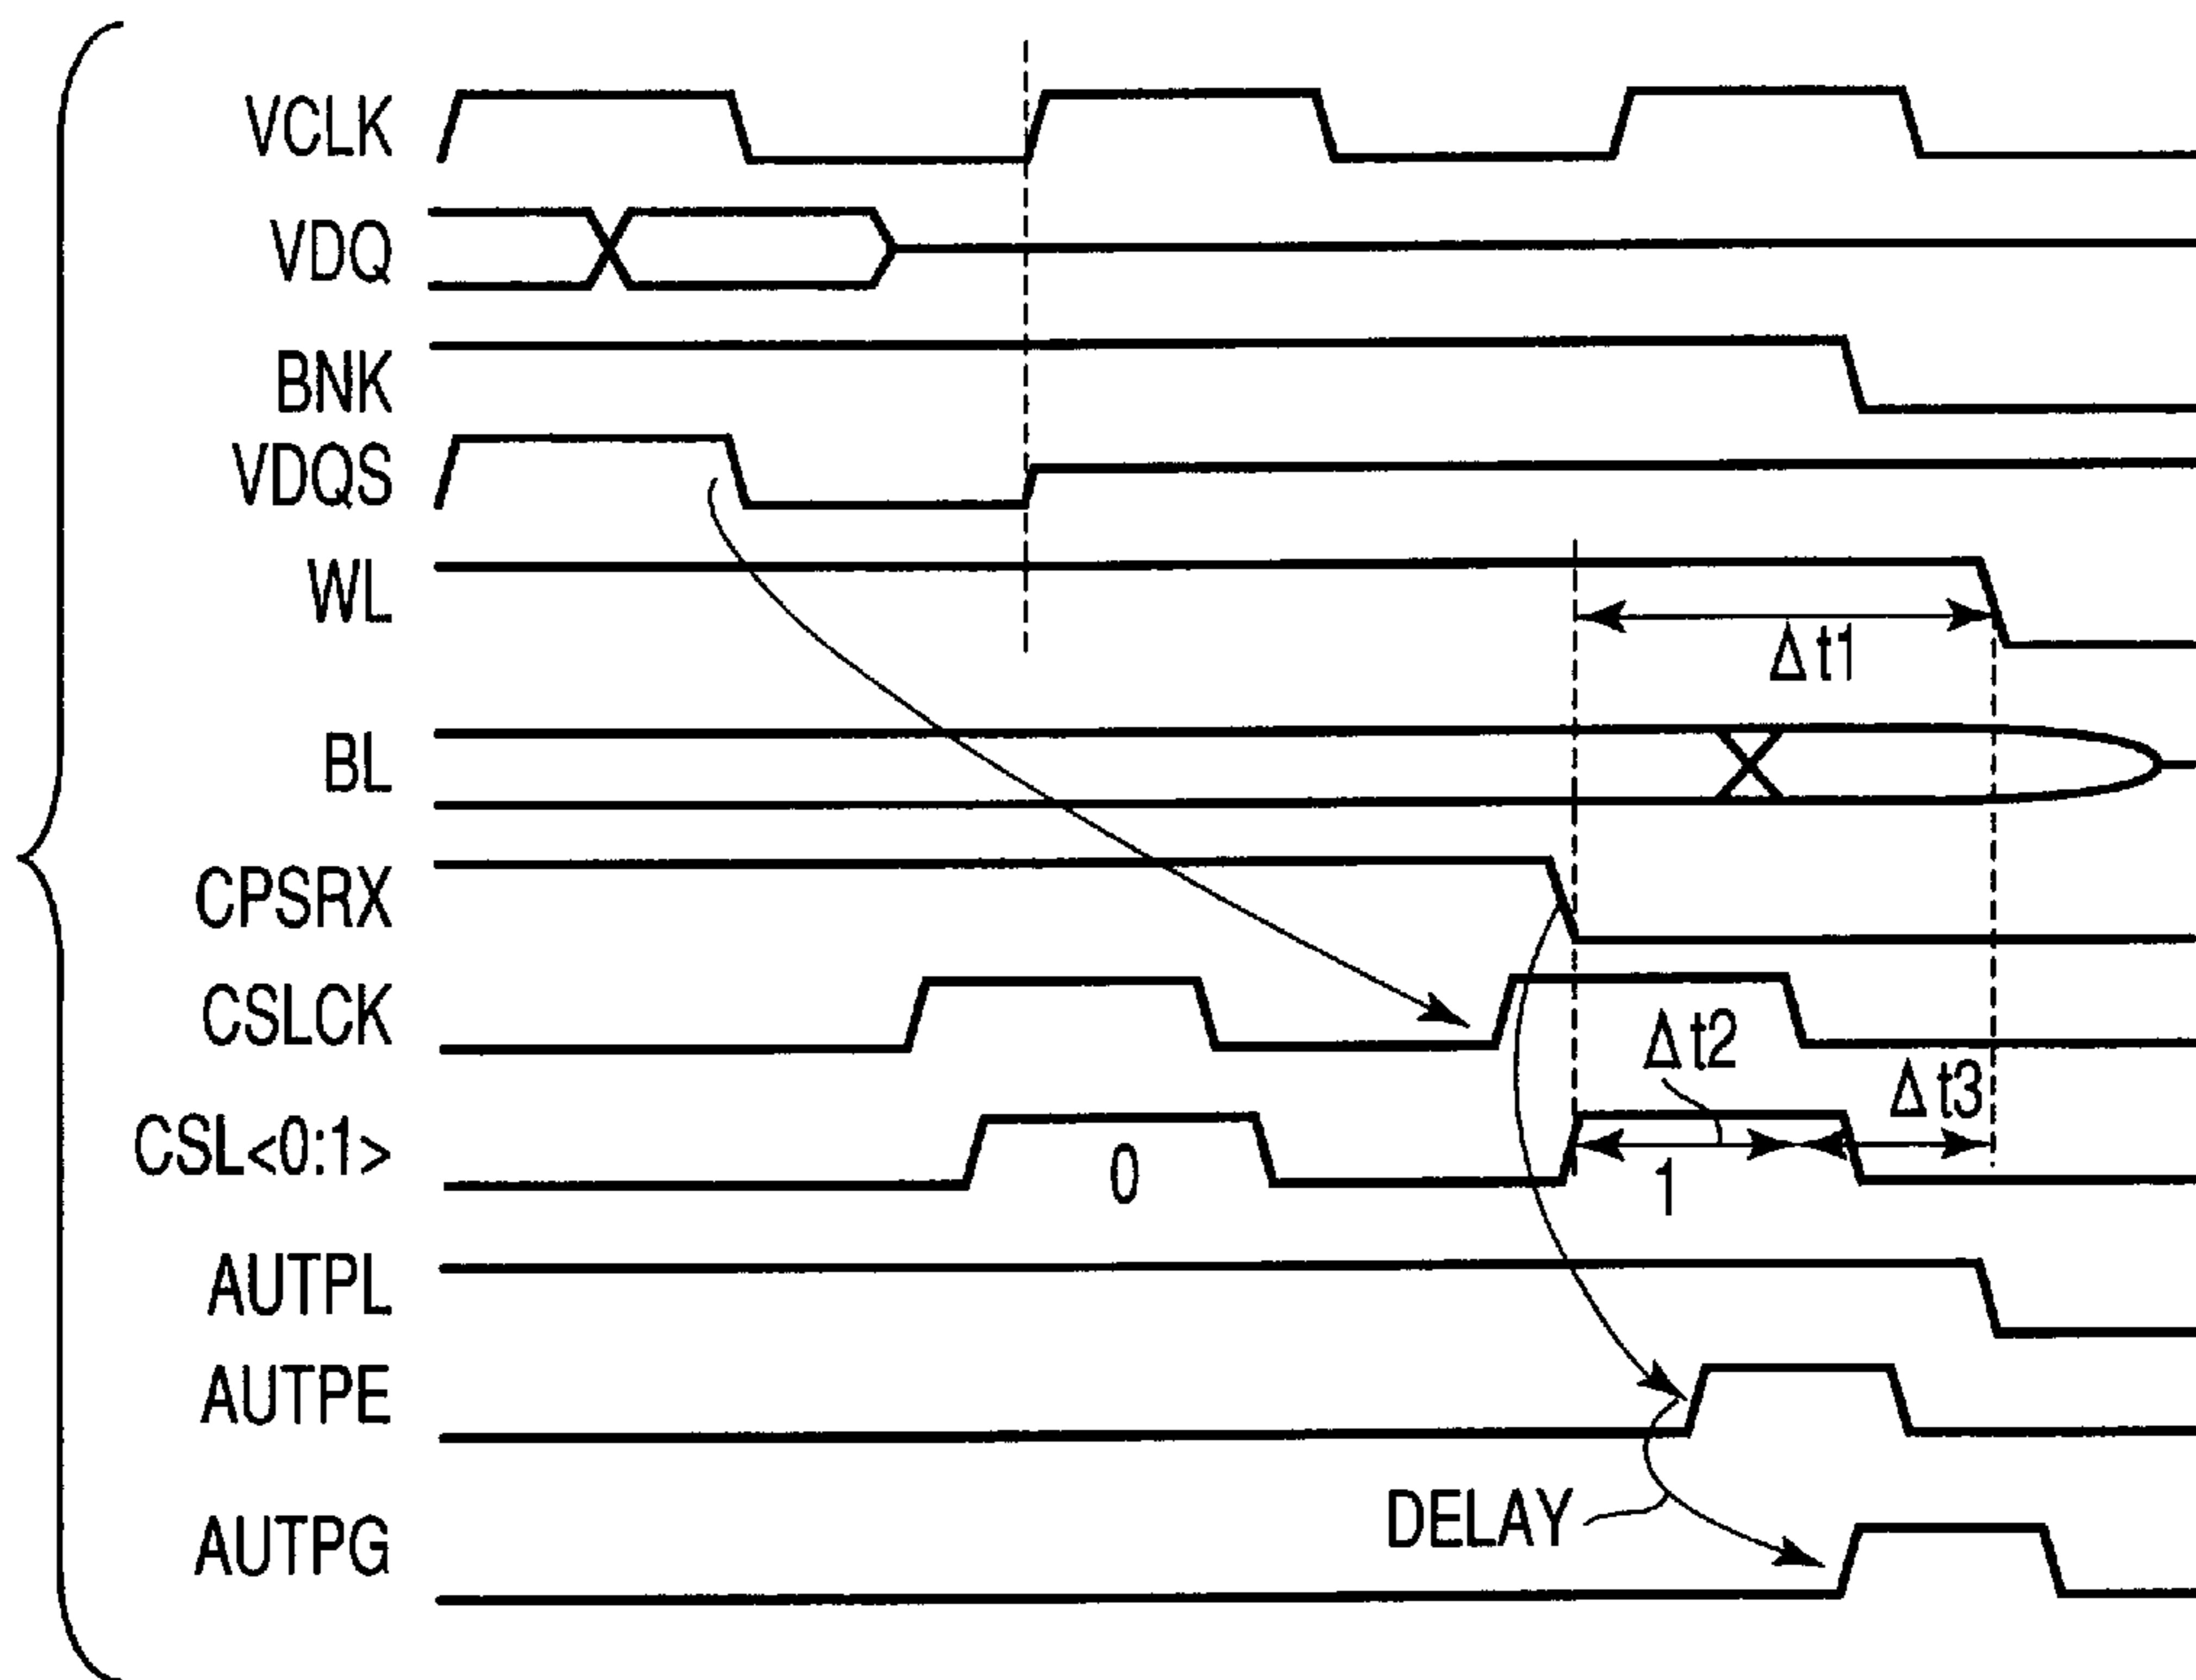 VCLK
VDQ
BNK
VDQS
WL
Δt1
BL
CPSRX
CSLCK
Δt2
Δt3
CSL<0:1>
0
1
AUTPL
AUTPE
DELAY
AUTPG